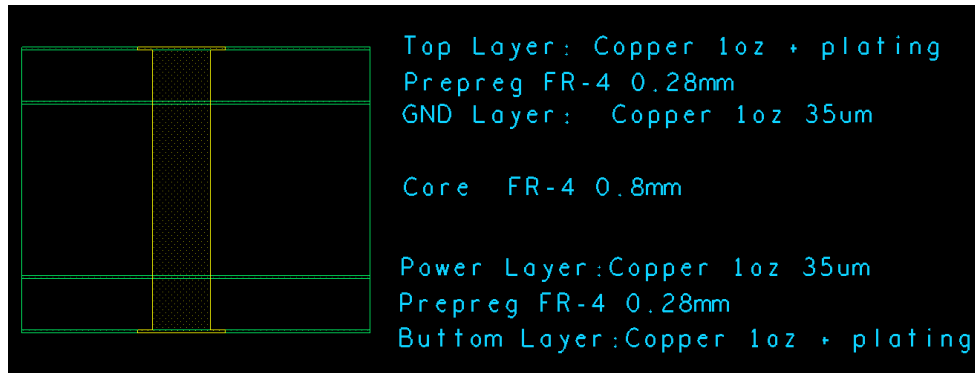 Top Layer: Copper 1oz + plating
Prepreg FR-4 0.28mm
GND Layer: Copper 1oz 35um
Core FR-4 0.8mm
Power Layer:Copper 1oz 35um
Prepreg FR-4 0.28mm
Buttom Layer:Copper 1oz + plating